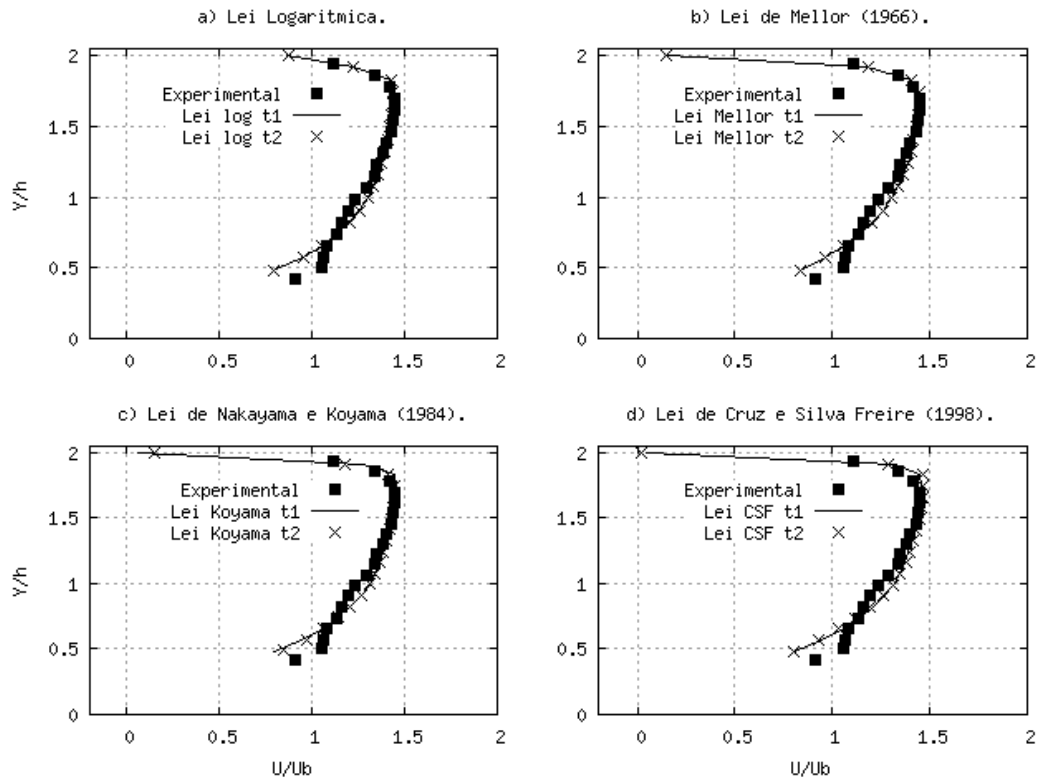 a) Lei Logaritmica.
2
1.5
1
0.5
0
Y/h
Experimental
Lei log t1
Lei log t2
0 0.5 1 1.5 2
b) Lei de Mellor (1966).
2
1.5
1
0.5
0
Experimental
Lei Mellor t1
Lei Mellor t2
0 0.5 1 1.5 2
c) Lei de Nakayama e Koyama (1984).
2
1.5
1
0.5
0
Y/h
Experimental
Lei Koyama t1
Lei Koyama t2
0 0.5 1 1.5 2
U/Ub
d) Lei de Cruz e Silva Freire (1998).
2
1.5
1
0.5
0
Experimental
Lei CSF t1
Lei CSF t2
0 0.5 1 1.5 2
U/Ub